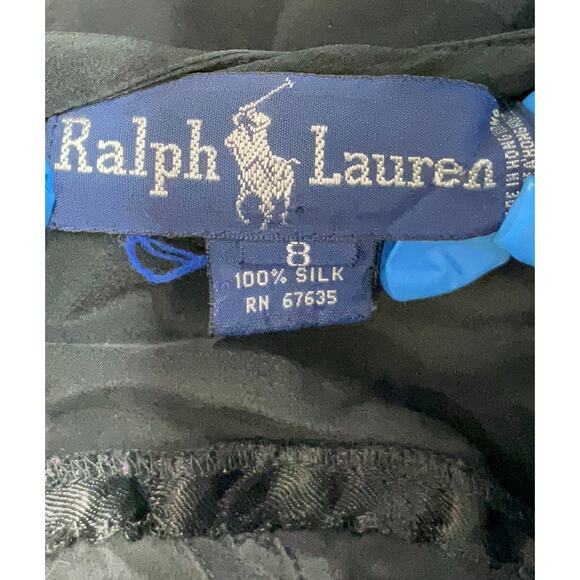 Ralph Lauren
8
100% SILK
RN 67635